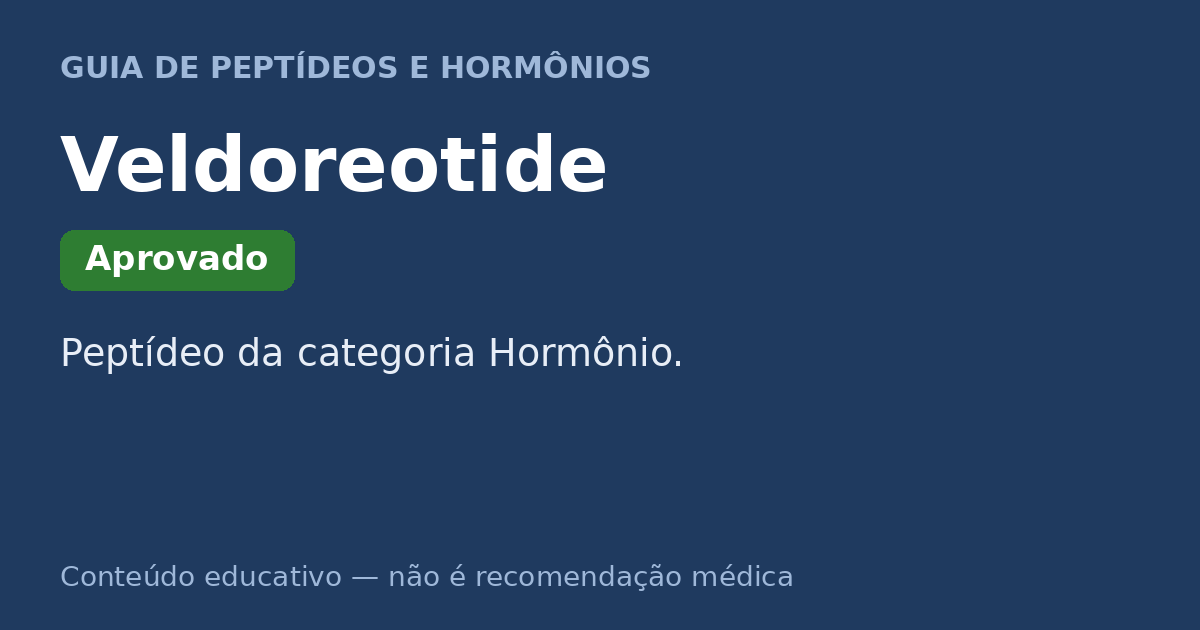 GUIA DE PEPTÍDEOS E HORMÔNIOS
Veldoreotide
Aprovado
Peptídeo da categoria Hormônio.
Conteúdo educativo — não é recomendação médica